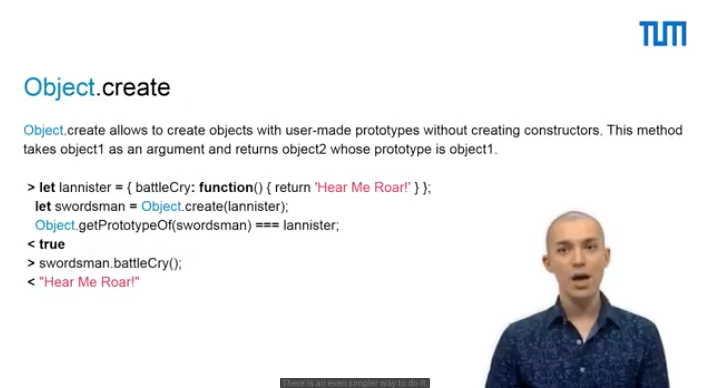 TUM
Object.create
Object.create allows to create objects with user-made prototypes without creating constructors. This method
takes object1 as an argument and returns object2 whose prototype is object1.
> let lannister = { battleCry: function() { return 'Hear Me Roar!' } };
let swordsman = Object.create(lannister);
Object.getPrototypeOf(swordsman) === lannister;
< true
> swordsman.battleCry();
< "Hear Me Roar!"
There is an even simpler way to do it.